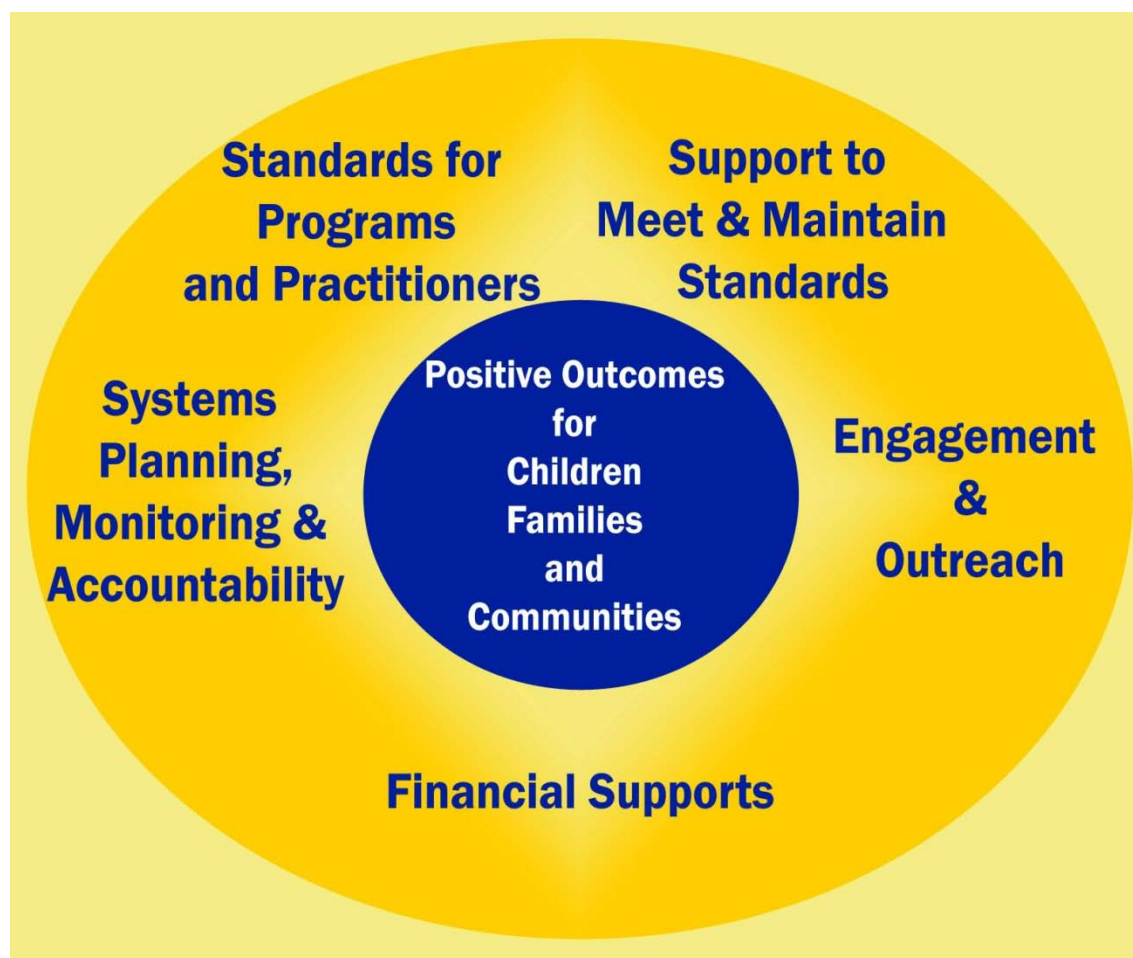 Standards for
Programs
and Practitioners
Support to
Meet & Maintain
Standards
Systems
Planning,
Monitoring &
Accountability
Positive Outcomes
for
Children
Families
and
Communities
Engagement
&
Outreach
Financial Supports